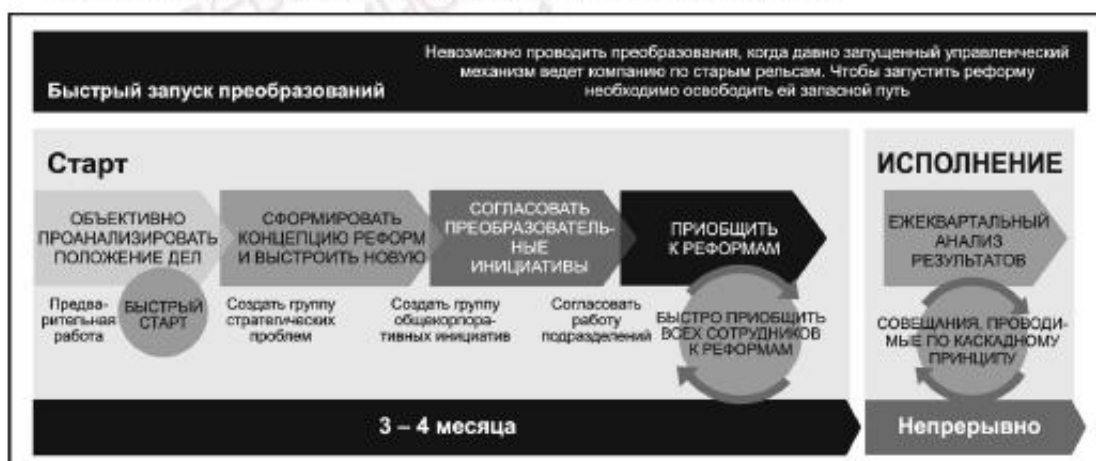 Быстрый запуск преобразований
Невозможно проводить преобразования, когда давно запущенный управленческий
механизм ведет компанию по старым рельсам. Чтобы запустить реформу
необходимо освободить ей запасной путь
Старт
ОБЪЕКТИВНО
ПРОАНАЛИЗИРОВАТЬ
ПОЛОЖЕНИЕ ДЕЛ
СФОРМИРОВАТЬ
КОНЦЕПЦИЮ РЕФОРМ
И ВЫСТРОИТЬ НОВУЮ
СОГЛАСОВАТЬ
ПРЕОБРАЗОВАТЕЛЬ-
НЫЕ
ИНИЦИАТИВЫ
ПРИОБЩИТЬ
К РЕФОРМАМ
Предва-
рительная
работа
БЫСТРЫЙ
СТАРТ
Создать группу
стратегических
проблем
Создать группу
общекорпора-
тивных инициатив
Согласовать
работу
подразделений
БЫСТРО ПРИОБЩИТЬ
ВСЕХ СОТРУДНИКОВ
К РЕФОРМАМ
3 – 4 месяца
ИСПОЛНЕНИЕ
ЕЖЕКВАРТАЛЬНЫЙ
АНАЛИЗ
РЕЗУЛЬТАТОВ
СОВЕЩАНИЯ, ПРОВОДИ-
МЫЕ ПО КАСКАДНОМУ
ПРИНЦИПУ
Непрерывно